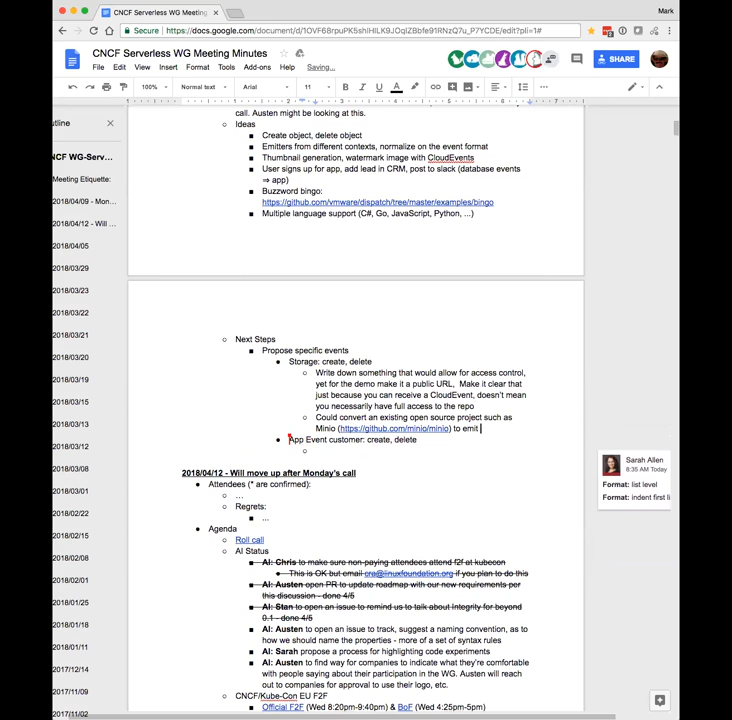 CNCF Serverless WG Meeting
Mark
Secure
https://docs.google.com/document/d/1OVF68rpuPK5shIHILK9JOqlZBbfe91RNzQ7u_P7YCDE/edit?pli=1#
CNCF Serverless WG Meeting Minutes
File Edit View Insert Format Tools Add-ons Help Saving...
SHARE
150% Normal text Arial 11
utline
NCF WG-Serv...
Meeting Etiquette:
2018/04/09 - Mon...
2018/04/12 - Will ...
2018/04/05
2018/03/29
2018/03/23
2018/03/22
2018/03/21
2018/03/20
2018/03/19
2018/03/15
2018/03/13
2018/03/08
2018/03/01
2018/02/22
2018/02/15
2018/02/08
2018/02/01
2018/01/25
2018/01/18
2018/01/11
2017/12/14
2017/11/09
2017/11/02
call. Austen might be looking at this.
Ideas
Create object, delete object
Emitters from different contexts, normalize on the event format
Thumbnail generation, watermark image with CloudEvents
User signs up for app, add lead in CRM, post to slack (database events
⇒ app)
Buzzword bingo:
https://github.com/vmware/dispatch/tree/master/examples/bingo
Multiple language support (C#, Go, JavaScript, Python, ...)
Next Steps
Propose specific events
Storage: create, delete
Write down something that would allow for access control,
yet for the demo make it a public URL, Make it clear that
just because you can receive a CloudEvent, doesn't mean
you necessarily have full access to the repo
Could convert an existing open source project such as
Minio (https://github.com/minio/minio) to emit
App Event customer: create, delete
2018/04/12 - Will move up after Monday's call
Attendees (* are confirmed):
...
Regrets:
...
Agenda
Roll call
AI Status
AI: Chris to make sure non-paying attendees attend f2f at kubecon
This is OK but email cra@linuxfoundation.org if you plan to do this
AI: Austen open PR to update roadmap with our new requirements per
this discussion - done 4/5
AI: Stan to open an issue to remind us to talk about Integrity for beyond
0.1 - done 4/5
AI: Austen to open an issue to track, suggest a naming convention, as to
how we should name the properties - more of a set of syntax rules
AI: Sarah propose a process for highlighting code experiments
AI: Austen to find way for companies to indicate what they're comfortable
with people saying about their participation in the WG. Austen will reach
out to companies for approval to use their logo, etc.
CNCF/Kube-Con EU F2F
Official F2F (Wed 8:20pm-9:40pm) & BoF (Wed 4:25pm-5pm)
Sarah Allen
8:35 AM Today
Format: list level
Format: indent first li